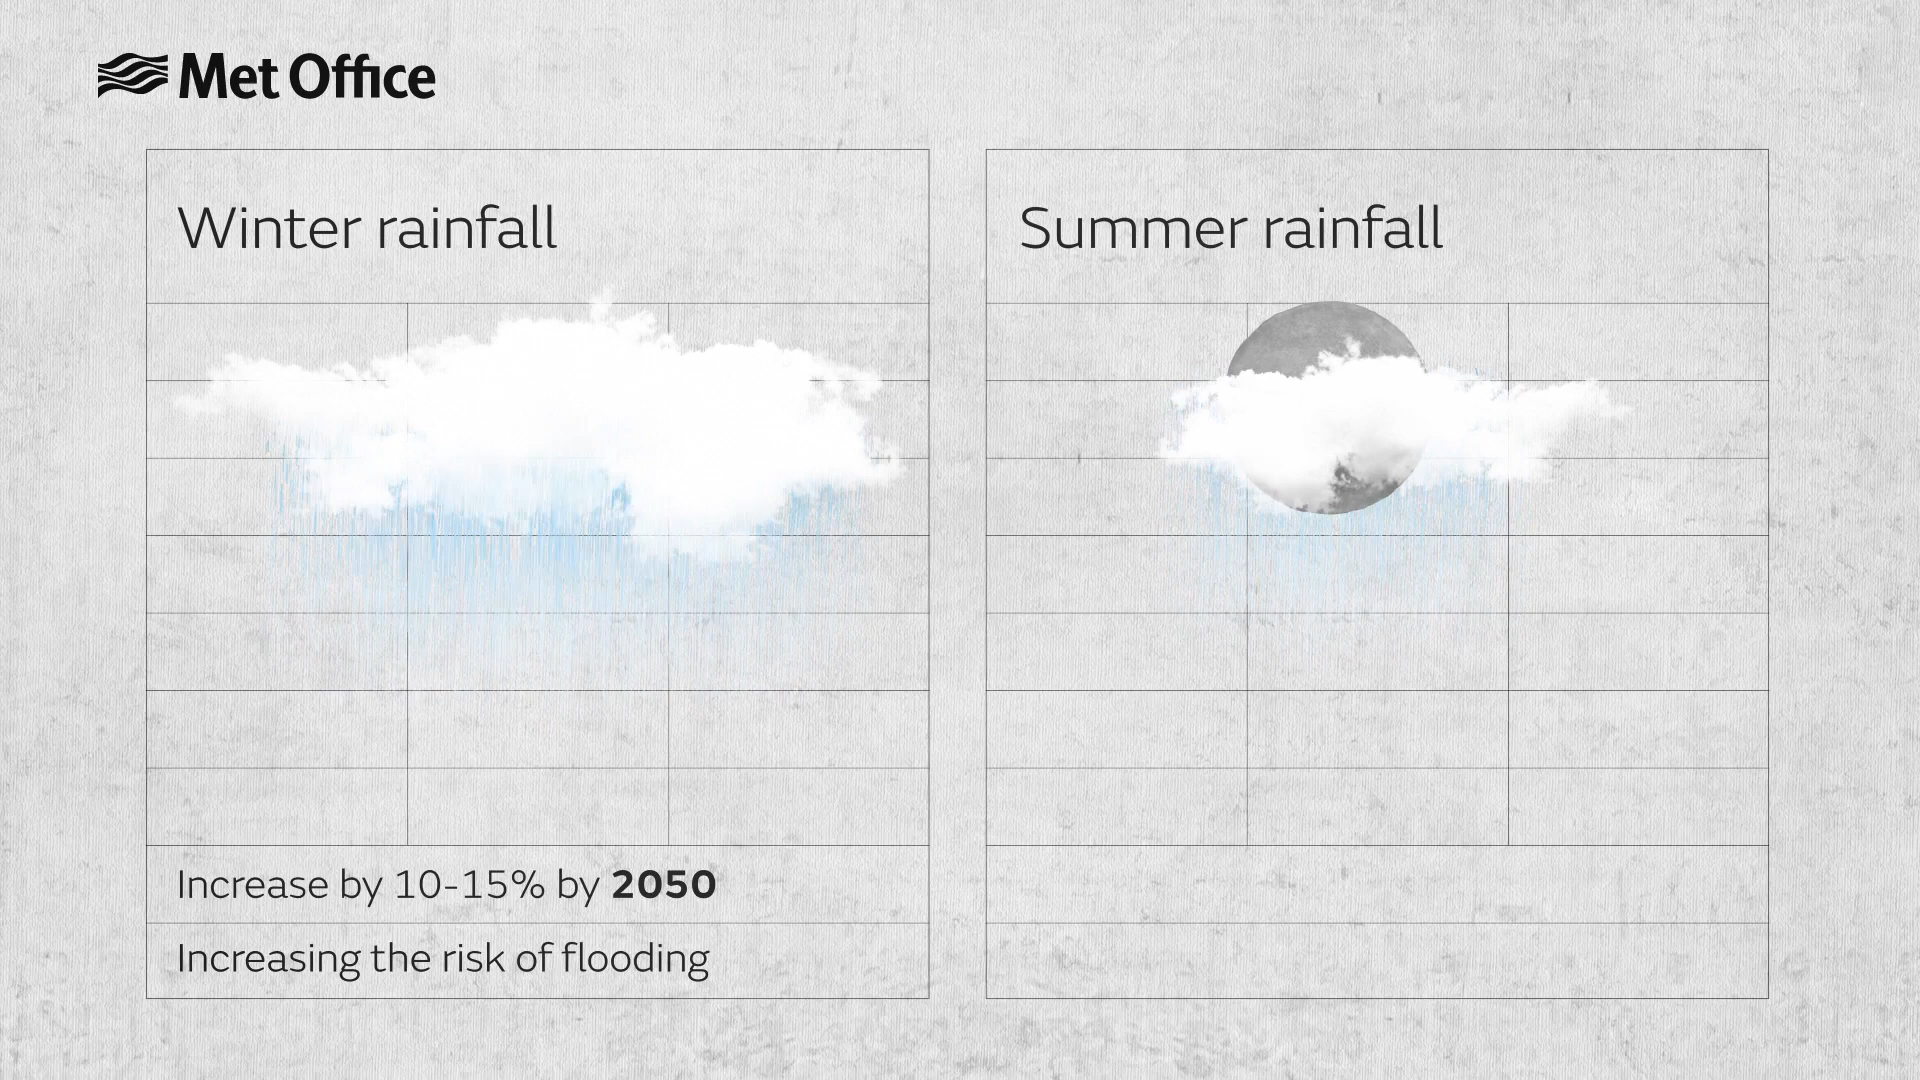 Met Office
Winter rainfall
Increase by 10-15% by 2050
Increasing the risk of flooding
Summer rainfall